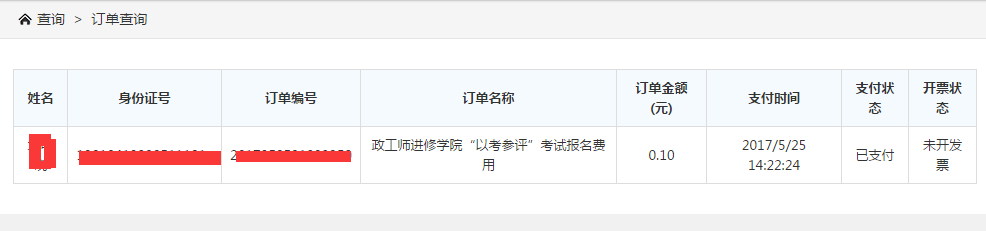 查询 > 订单查询
姓名 身份证号 订单编号 订单名称 订单金额(元) 支付时间 支付状态 开票状态
政工师进修学院“以考参评”考试报名费用 0.10 2017/5/25 14:22:24 已支付 未开发票